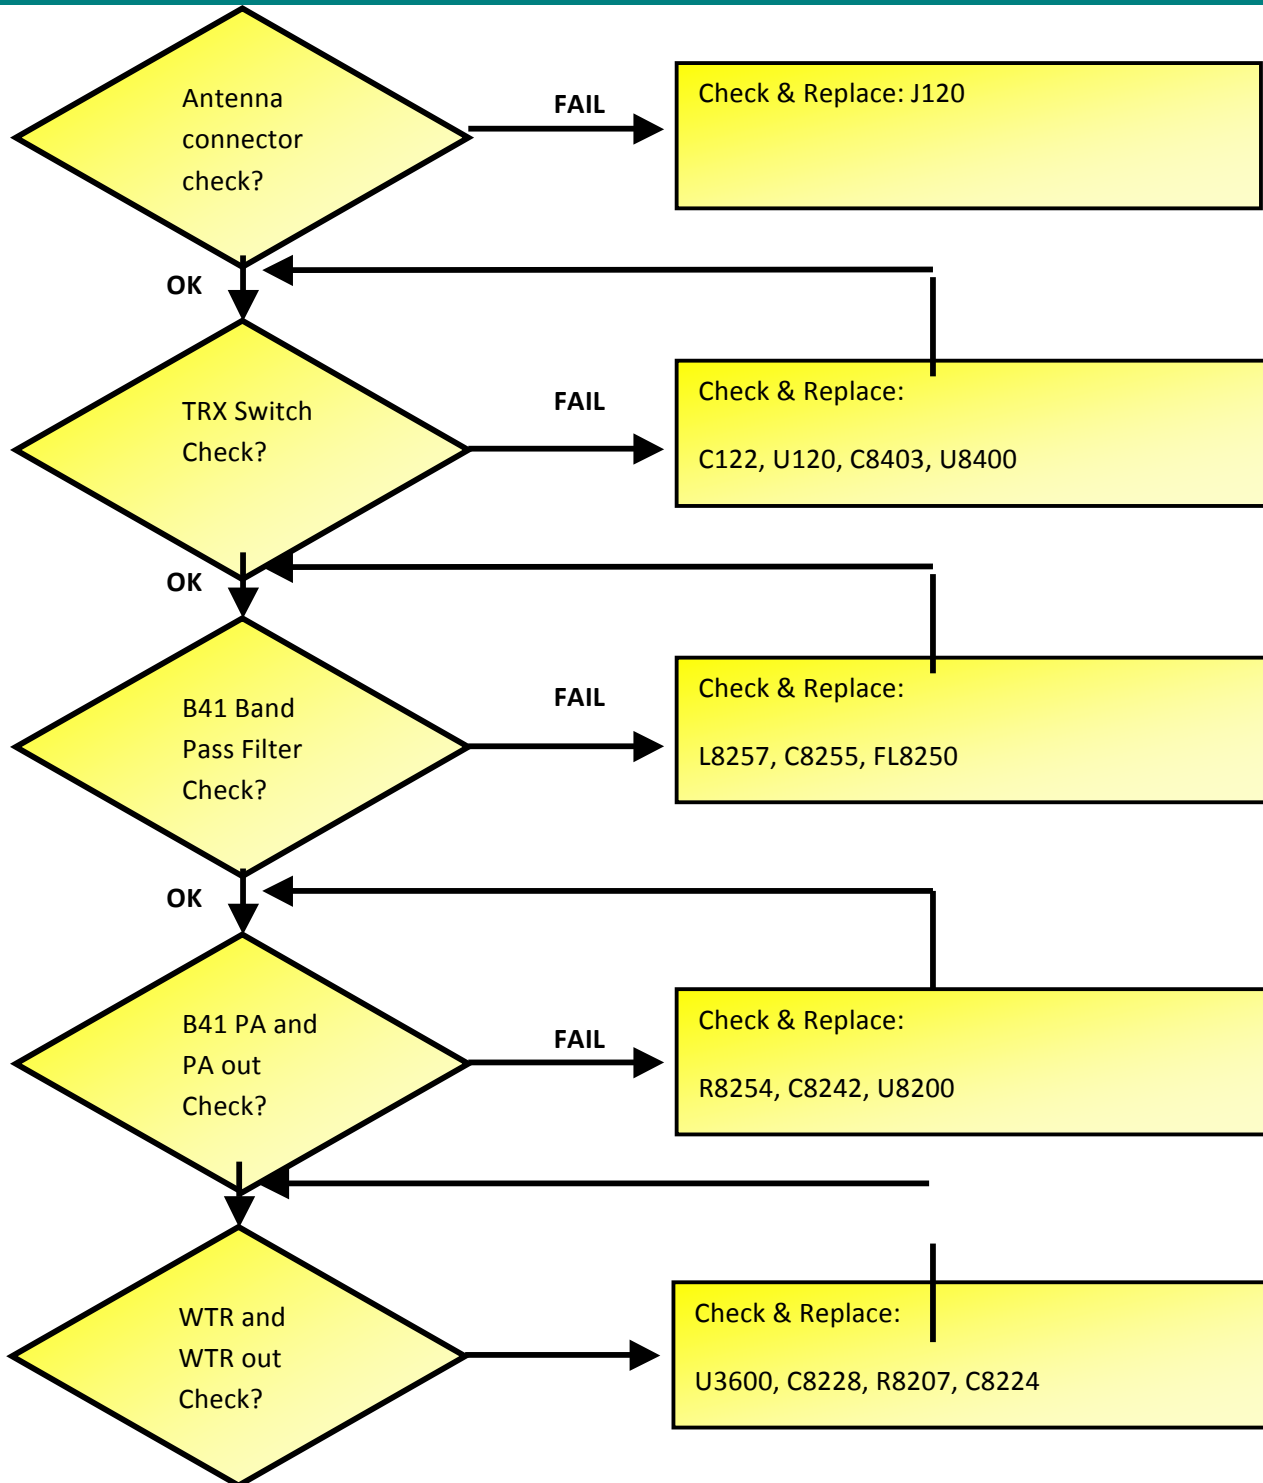 Antenna
connector
check?
FAIL
Check & Replace: J120
OK
TRX Switch
Check?
FAIL
Check & Replace:
C122, U120, C8403, U8400
OK
B41 Band
Pass Filter
Check?
FAIL
Check & Replace:
L8257, C8255, FL8250
OK
B41 PA and
PA out
Check?
FAIL
Check & Replace:
R8254, C8242, U8200
WTR and
WTR out
Check?
Check & Replace:
U3600, C8228, R8207, C8224